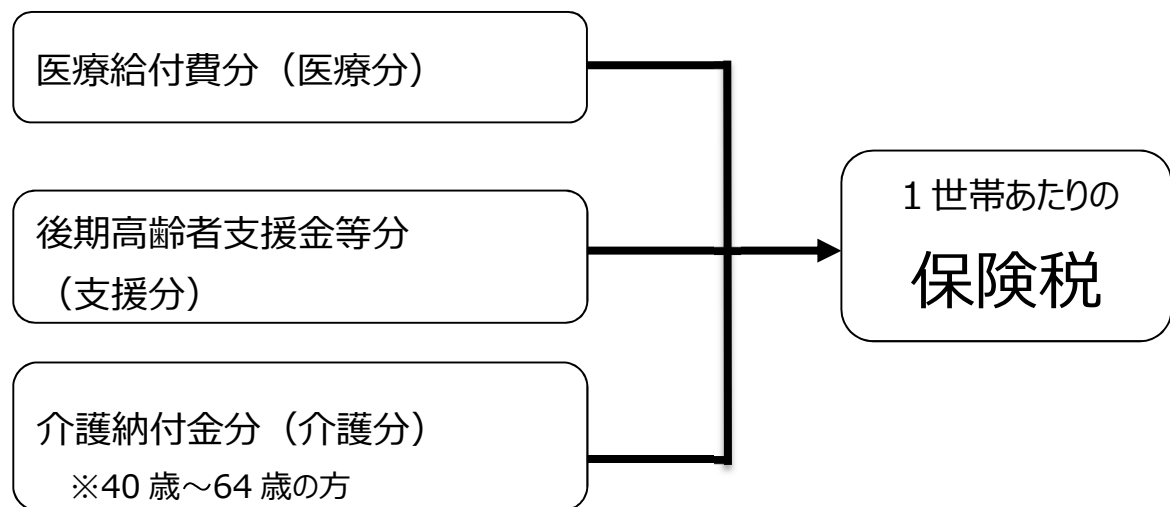 医療給付費分（医療分）
後期高齢者支援金等分
（支援分）
介護納付金分（介護分）
※40 歳～64 歳の方
1 世帯あたりの
保険税